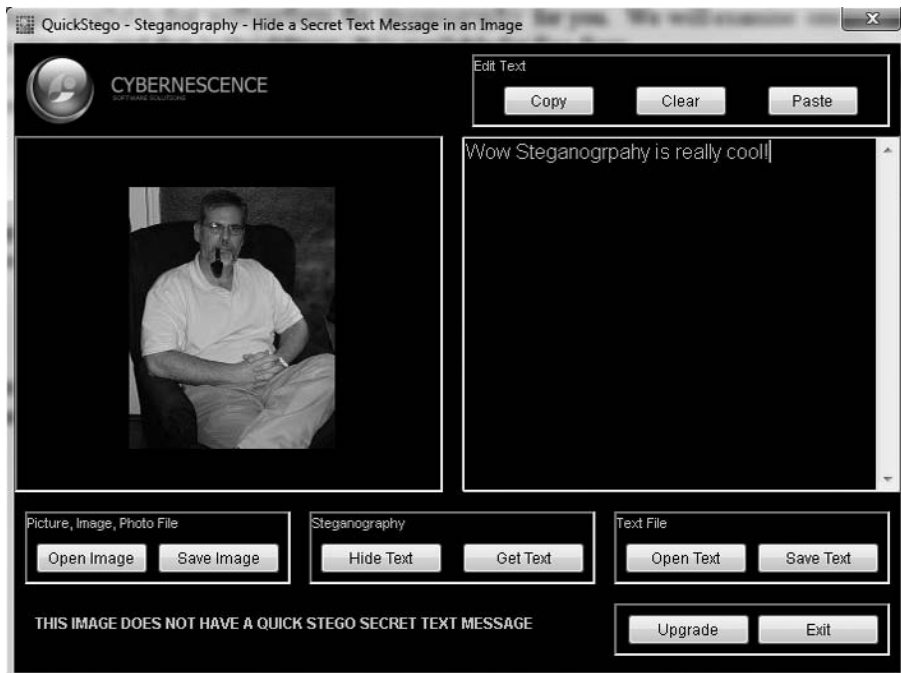 QuickStego - Steganography - Hide a Secret Text Message in an Image
CYBERNESCENCE
SOFTWARE SOLUTIONS
Edit Text
Copy Clear Paste
Wow Steganogrpahy is really cool!
Picture, Image, Photo File
Open Image Save Image
Steganography
Hide Text Get Text
Text File
Open Text Save Text
THIS IMAGE DOES NOT HAVE A QUICK STEGO SECRET TEXT MESSAGE
Upgrade Exit